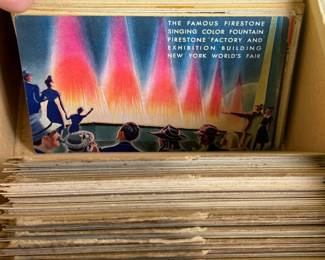 THE FAMOUS FIRESTONE
SINGING COLOR FOUNTAIN
FIRESTONE FACTORY AND
EXHIBITION BUILDING
NEW YORK WORLD'S FAIR